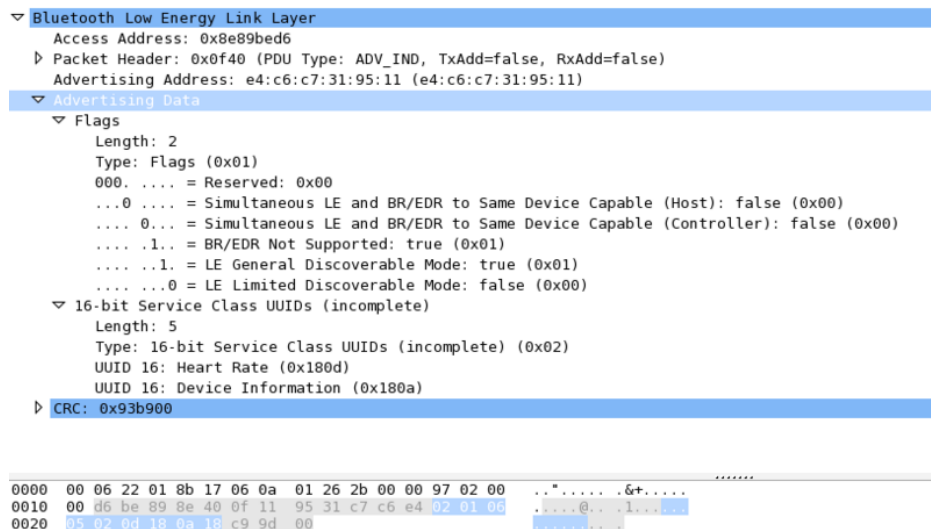 Bluetooth Low Energy Link Layer
Access Address: 0x8e89bed6
Packet Header: 0x0f40 (PDU Type: ADV_IND, TxAdd=false, RxAdd=false)
Advertising Address: e4:c6:c7:31:95:11 (e4:c6:c7:31:95:11)
Advertising Data
Flags
Length: 2
Type: Flags (0x01)
000. .... = Reserved: 0x00
...0 .... = Simultaneous LE and BR/EDR to Same Device Capable (Host): false (0x00)
.... 0... = Simultaneous LE and BR/EDR to Same Device Capable (Controller): false (0x00)
.... .1.. = BR/EDR Not Supported: true (0x01)
.... ..1. = LE General Discoverable Mode: true (0x01)
.... ...0 = LE Limited Discoverable Mode: false (0x00)
16-bit Service Class UUIDs (incomplete)
Length: 5
Type: 16-bit Service Class UUIDs (incomplete) (0x02)
UUID 16: Heart Rate (0x180d)
UUID 16: Device Information (0x180a)
CRC: 0x93b900
0000 00 06 22 01 8b 17 06 0a 01 26 2b 00 00 97 02 00 ..".....  .&+.....
0010 00 d6 be 89 8e 40 0f 11 95 31 c7 c6 e4 02 01 06 .....@.. .1......
0020 05 02 0d 18 0a 18 c9 9d 00 ........ .